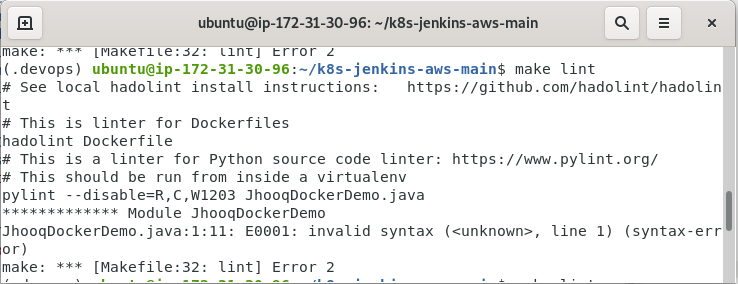 ubuntu@ip-172-31-30-96: ~/k8s-jenkins-aws-main
make: *** [Makefile:32: lint] Error 2
(.devops) ubuntu@ip-172-31-30-96:~/k8s-jenkins-aws-main$ make lint
# See local hadolint install instructions:   https://github.com/hadolin
t
# This is linter for Dockerfiles
hadolint Dockerfile
# This is a linter for Python source code linter: https://www.pylint.org/
# This should be run from inside a virtualenv
pylint --disable=R,C,W1203 JhooqDockerDemo.java
************* Module JhooqDockerDemo
JhooqDockerDemo.java:1:11: E0001: invalid syntax (<unknown>, line 1) (syntax-err
or)
make: *** [Makefile:32: lint] Error 2